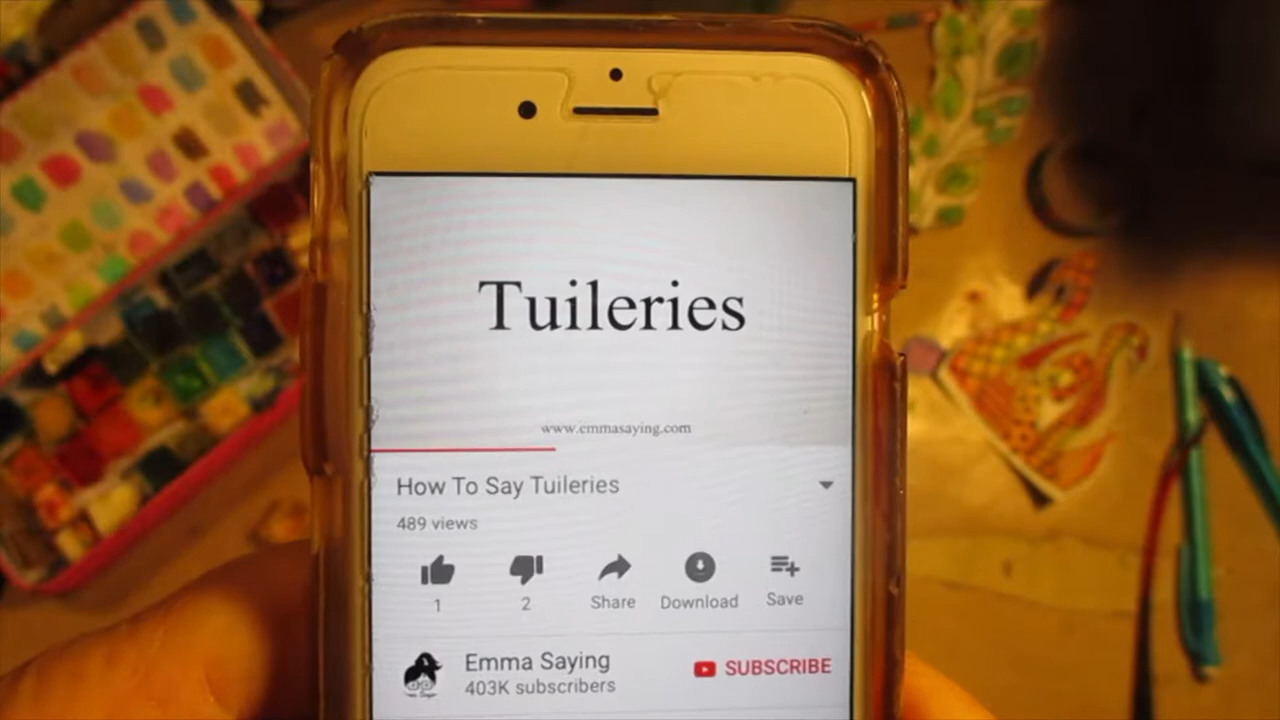 Tuileries
www.emmasaying.com
How To Say Tuileries
489 views
1
2
Share
Download
Save
Emma Saying
403K subscribers
SUBSCRIBE